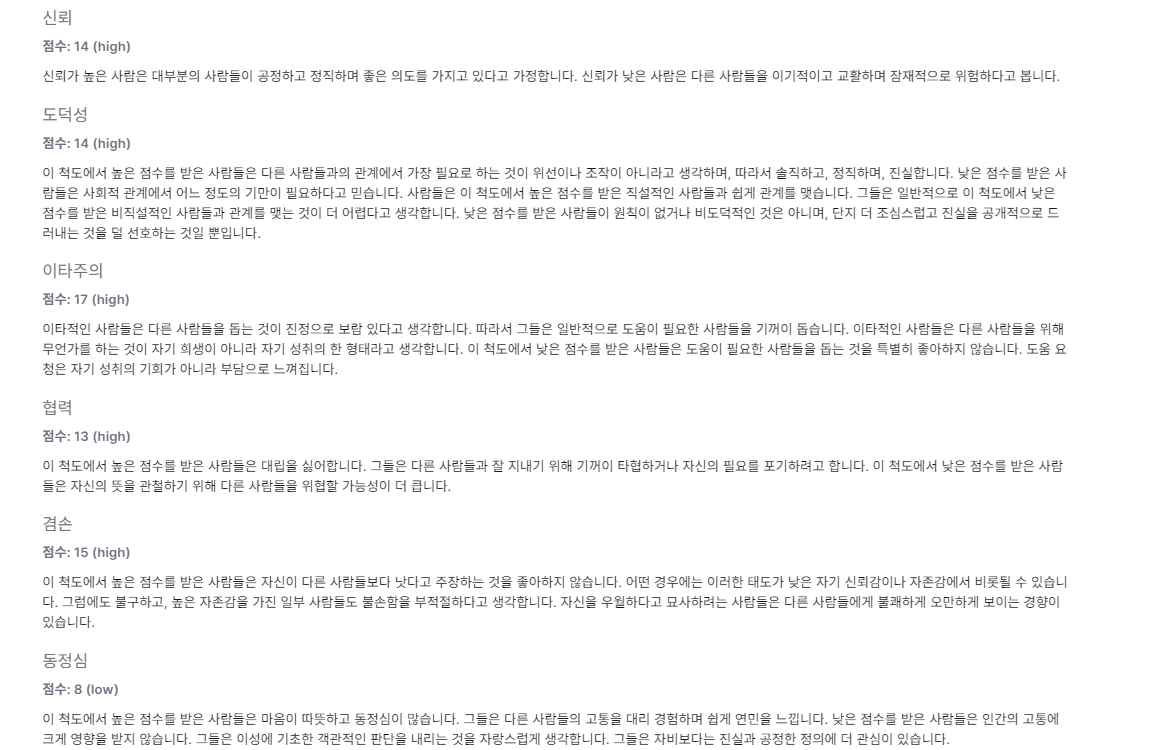 신뢰
점수: 14 (high)
신뢰가 높은 사람은 대부분의 사람들이 공정하고 정직하며 좋은 의도를 가지고 있다고 가정합니다. 신뢰가 낮은 사람은 다른 사람들을 이기적이고 교활하며 잠재적으로 위험하다고 봅니다.
도덕성
점수: 14 (high)
이 척도에서 높은 점수를 받은 사람들은 다른 사람들과의 관계에서 가장 필요로 하는 것이 위선이나 조작이 아니라고 생각하며, 따라서 솔직하고, 정직하며, 진실합니다. 낮은 점수를 받은 사
람들은 사회적 관계에서 어느 정도의 기만이 필요하다고 믿습니다. 사람들은 이 척도에서 높은 점수를 받은 직설적인 사람들과 쉽게 관계를 맺습니다. 그들은 일반적으로 이 척도에서 낮은
점수를 받은 비직설적인 사람들과 관계를 맺는 것이 더 어렵다고 생각합니다. 낮은 점수를 받은 사람들이 원칙이 없거나 비도덕적인 것은 아니며, 단지 더 조심스럽고 진실을 공개적으로 드
러내는 것을 덜 선호하는 것일 뿐입니다.
이타주의
점수: 17 (high)
이타적인 사람들은 다른 사람들을 돕는 것이 진정으로 보람 있다고 생각합니다. 따라서 그들은 일반적으로 도움이 필요한 사람들을 기꺼이 돕습니다. 이타적인 사람들은 다른 사람들을 위해
무언가를 하는 것이 자기 희생이 아니라 자기 성취의 한 형태라고 생각합니다. 이 척도에서 낮은 점수를 받은 사람들은 도움이 필요한 사람들을 돕는 것을 특별히 좋아하지 않습니다. 도움 요
청은 자기 성취의 기회가 아니라 부담으로 느껴집니다.
협력
점수: 13 (high)
이 척도에서 높은 점수를 받은 사람들은 대립을 싫어합니다. 그들은 다른 사람들과 잘 지내기 위해 기꺼이 타협하거나 자신의 필요를 포기하려고 합니다. 이 척도에서 낮은 점수를 받은 사람
들은 자신의 뜻을 관철하기 위해 다른 사람들을 위협할 가능성이 더 큽니다.
겸손
점수: 15 (high)
이 척도에서 높은 점수를 받은 사람들은 자신이 다른 사람들보다 낫다고 주장하는 것을 좋아하지 않습니다. 어떤 경우에는 이러한 태도가 낮은 자기 신뢰감이나 자존감에서 비롯될 수 있습니
다. 그럼에도 불구하고, 높은 자존감을 가진 일부 사람들도 불손함을 부적절하다고 생각합니다. 자신을 우월하다고 묘사하려는 사람들은 다른 사람들에게 불쾌하게 오만하게 보이는 경향이
있습니다.
동정심
점수: 8 (low)
이 척도에서 높은 점수를 받은 사람들은 마음이 따뜻하고 동정심이 많습니다. 그들은 다른 사람들의 고통을 대리 경험하며 쉽게 연민을 느낍니다. 낮은 점수를 받은 사람들은 인간의 고통에
크게 영향을 받지 않습니다. 그들은 이성에 기초한 객관적인 판단을 내리는 것을 자랑스럽게 생각합니다. 그들은 자비보다는 진실과 공정한 정의에 더 관심이 있습니다.